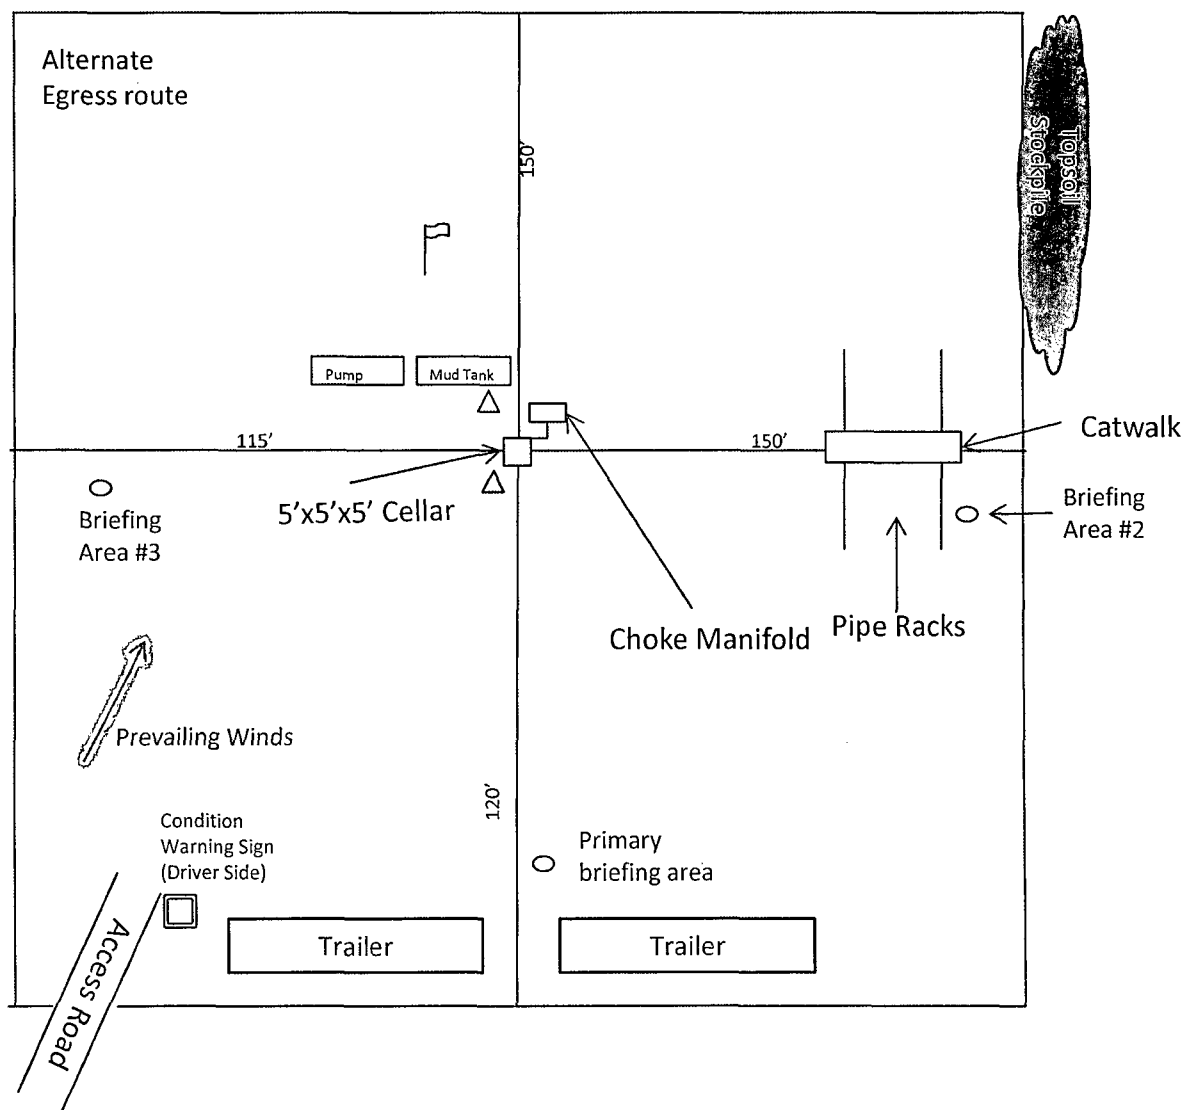 Alternate
Egress route
150'
Topsoil
Stockpile
Pump
Mud Tank
115'
150'
Catwalk
5'x5'x5' Cellar
Briefing
Area #3
Briefing
Area #2
Choke Manifold
Pipe Racks
Prevailing Winds
120'
Condition
Warning Sign
(Driver Side)
Primary
briefing area
Access Road
Trailer
Trailer